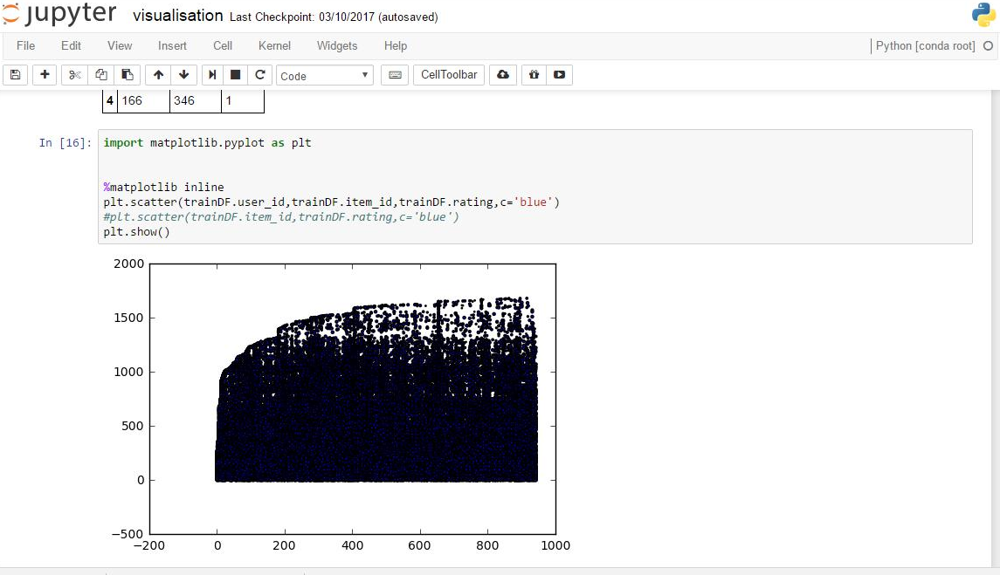 jupyter visualisation Last Checkpoint: 03/10/2017 (autosaved)
File Edit View Insert Cell Kernel Widgets Help Python [conda root]
Code CellToolbar
4 166 346 1
In [16]: import matplotlib.pyplot as plt
%matplotlib inline
plt.scatter(trainDF.user_id,trainDF.item_id,trainDF.rating,c='blue')
#plt.scatter(trainDF.item_id,trainDF.rating,c='blue')
plt.show()
2000
1500
1000
500
0
−500
−200 0 200 400 600 800 1000